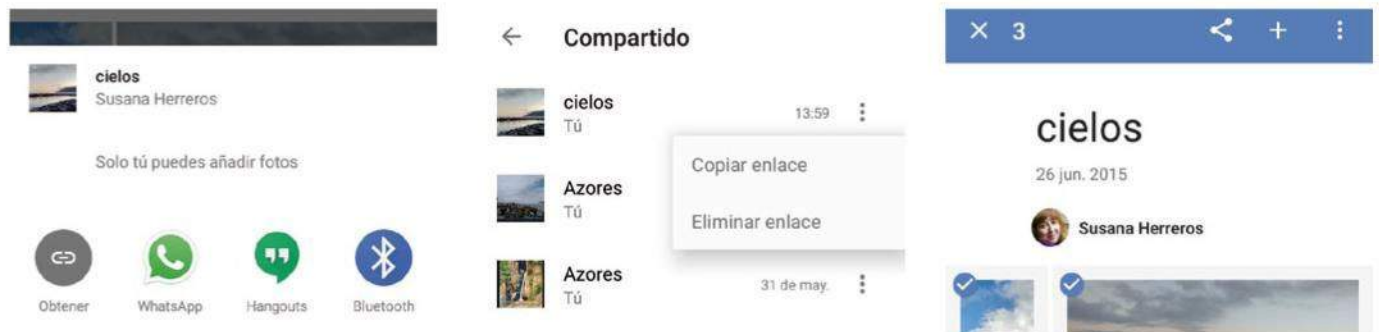 cielos
Susana Herreros
Solo tú puedes añadir fotos
Obtener
WhatsApp
Hangouts
Bluetooth
Compartido
cielos
13:59
Tú
Copiar enlace
Azores
Tú
Eliminar enlace
Azores
31 de may.
Tú
3
cielos
26 jun. 2015
Susana Herreros